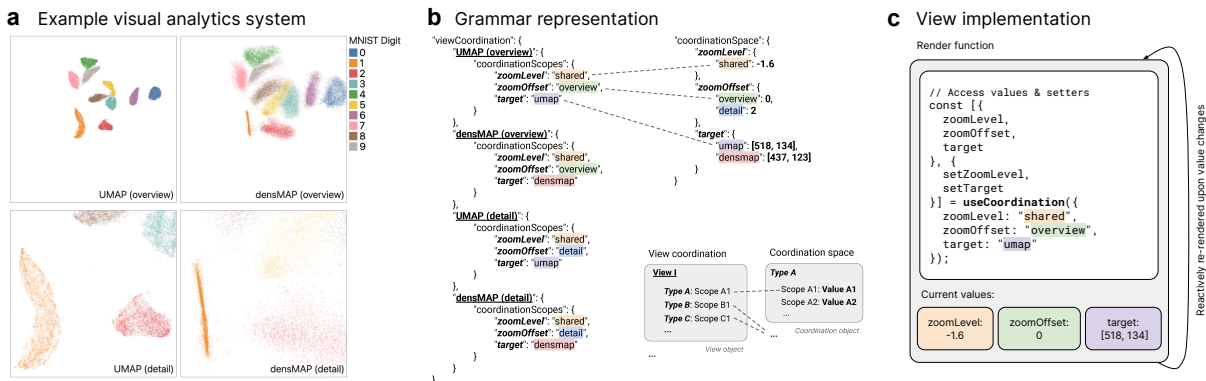 a Example visual analytics system
MNIST Digit
0
1
2
3
4
5
6
7
8
9
UMAP (overview)
densMAP (overview)
UMAP (detail)
densMAP (detail)
b Grammar representation
"viewCoordination": {
"UMAP (overview)": {
"coordinationScopes": {
"zoomLevel": "shared",
"zoomOffset": "overview",
"target": "umap"
}
},
"densMAP (overview)": {
"coordinationScopes": {
"zoomLevel": "shared",
"zoomOffset": "overview",
"target": "densmap"
}
},
"UMAP (detail)": {
"coordinationScopes": {
"zoomLevel": "shared",
"zoomOffset": "detail",
"target": "umap"
}
},
"densMAP (detail)": {
"coordinationScopes": {
"zoomLevel": "shared",
"zoomOffset": "detail",
"target": "densmap"
}
}
}
"coordinationSpace": {
"zoomLevel": {
"shared": -1.6
},
"zoomOffset": {
"overview": 0,
"detail": 2
},
"target": {
"umap": [518, 134],
"densmap": [437, 123]
}
}
View coordination
View I
Type A: Scope A1
Type B: Scope B1
Type C: Scope C1
...
View object
...
Coordination space
Type A
Scope A1: Value A1
Scope A2: Value A2
...
Coordination object
...
c View implementation
Render function
// Access values & setters
const [{
zoomLevel,
zoomOffset,
target
}, {
setZoomLevel,
setTarget
}] = useCoordination({
zoomLevel: "shared",
zoomOffset: "overview",
target: "umap"
});
Current values:
zoomLevel:
-1.6
zoomOffset:
0
target:
[518, 134]
Reactively re-rendered upon value changes